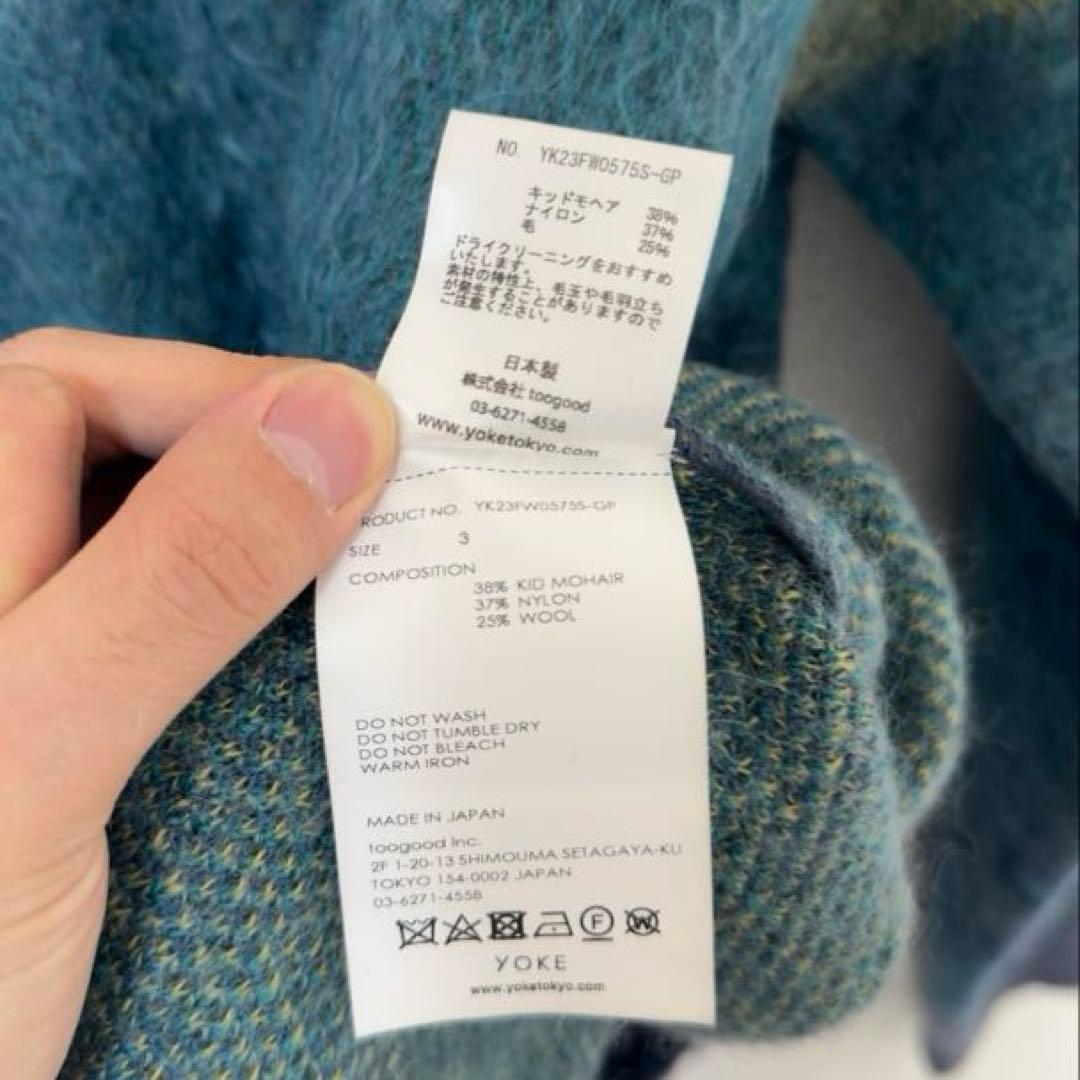 NO. YK23FW0575S-GP
キッドモヘア 38%
ナイロン 37%
毛 25%
ドライクリーニングをおすすめ
いたします。
素材の特性上、毛玉や毛羽立ち
が発生することがありますので
ご注意ください。
日本製
株式会社 toogood
03-6271-4558
www.yoketokyo.com
RODUCT NO. YK23FW0575S-GP
SIZE 3
COMPOSITION
38% KID MOHAIR
37% NYLON
25% WOOL
DO NOT WASH
DO NOT TUMBLE DRY
DO NOT BLEACH
WARM IRON
MADE IN JAPAN
toogood Inc.
2F 1-20-13 SHIMOUMA SETAGAYA-KU
TOKYO 154-0002 JAPAN
03-6271-4558
F W
YOKE
www.yoketokyo.com